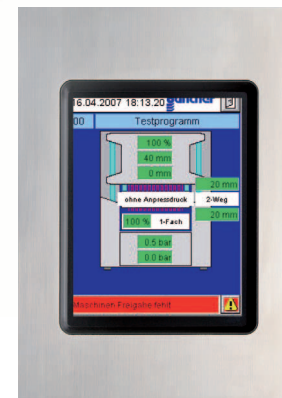 16.04.2007 18:13.20
00 Testprogramm
100 %
40 mm
0 mm
20 mm
ohne Anpressdruck 2-Weg
100 % 1-Fach 20 mm
0.5 bar
0.0 bar
Maschinen Freigabe fehlt